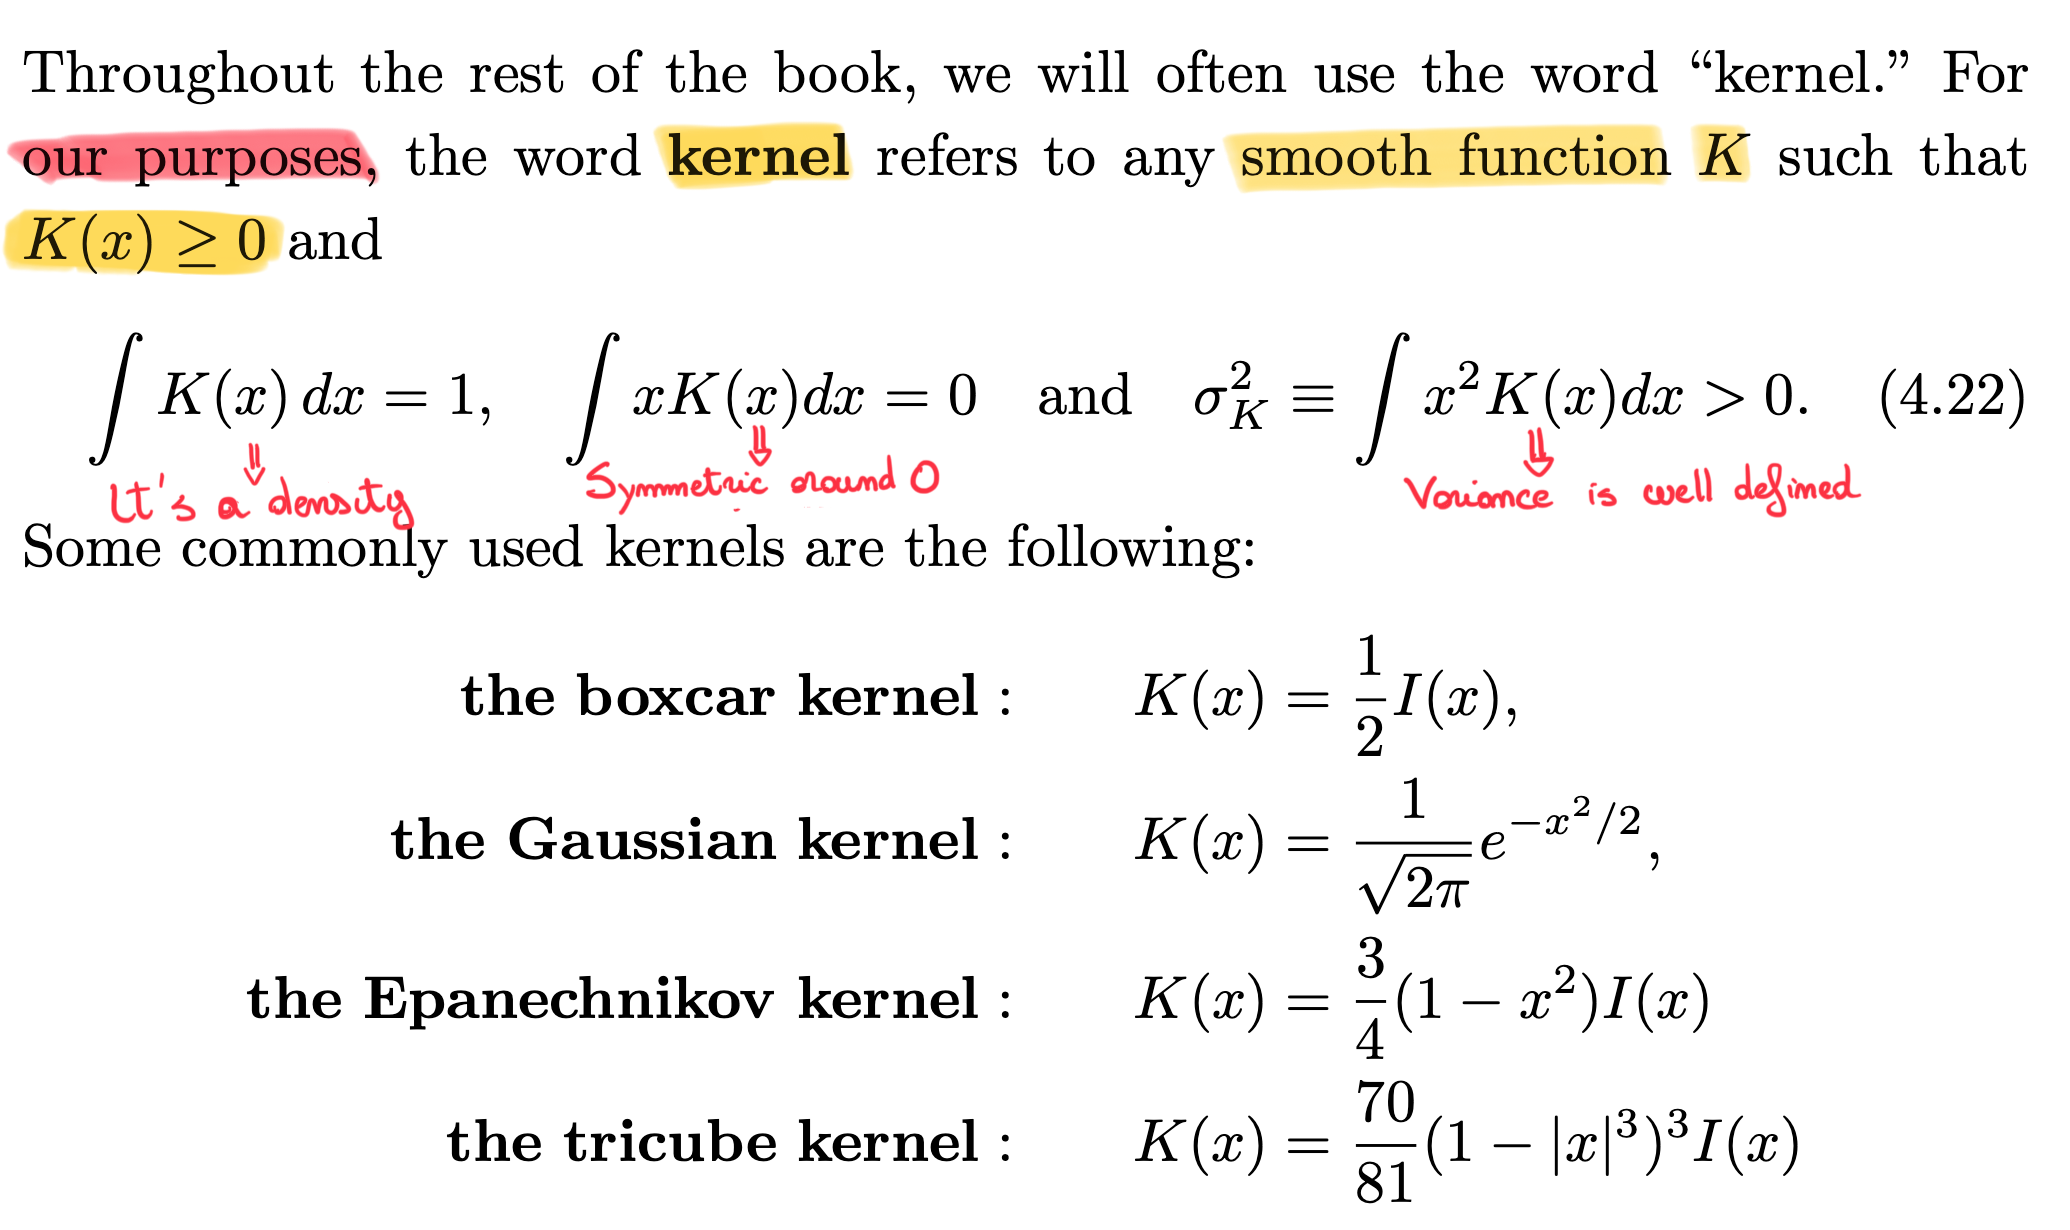 Throughout the rest of the book, we will often use the word “kernel.” For
our purposes, the word kernel refers to any smooth function K such that
K(x) ≥ 0 and
∫ K(x) dx = 1, ∫ xK(x)dx = 0 and σ²_K ≡ ∫ x²K(x)dx > 0. (4.22)
It's a density Symmetric around 0 Variance is well defined
Some commonly used kernels are the following:
the boxcar kernel : K(x) = 1/2 I(x),
the Gaussian kernel : K(x) = 1/√(2π) e^(−x²/2),
the Epanechnikov kernel : K(x) = 3/4 (1 − x²)I(x)
the tricube kernel : K(x) = 70/81 (1 − |x|³)³I(x)